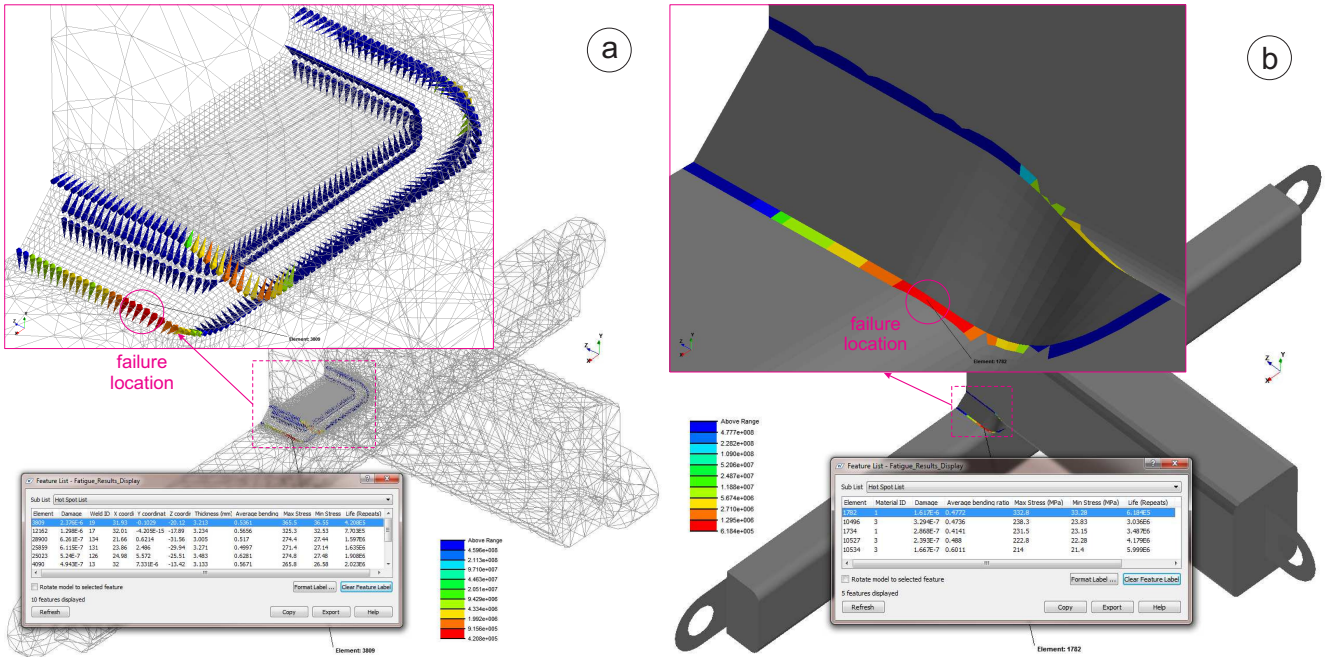 a
Element: 3809
failure
location
Y
Z
X
Feature List - Fatigue_Results_Display
Sub List Hot Spot List
Element Damage Weld ID X coordi Y coordinat Z coordir Thickness (mm) Average bending Max Stress Min Stress Life (Repeats)
3809 2.376E-6 19 31.93 -0.1029 -20.12 3.213 0.5361 365.5 36.55 4.208E5
12162 1.298E-6 17 32.01 -4.205E-15 -17.89 3.234 0.5656 325.3 32.53 7.703E5
28900 6.261E-7 134 21.66 0.6214 -31.56 3.005 0.517 274.4 27.44 1.597E6
25859 6.115E-7 131 23.86 2.486 -29.94 3.271 0.4997 271.4 27.14 1.635E6
25023 5.24E-7 126 24.98 5.572 -25.51 3.483 0.6281 274.8 27.48 1.908E6
4090 4.943E-7 13 32 7.331E-6 -13.42 3.133 0.5671 265.8 26.58 2.023E6
Rotate model to selected feature
Format Label ... Clear Feature Label
10 features displayed
Refresh Copy Export Help
Above Range
4.596e+008
2.113e+008
9.710e+007
4.463e+007
2.051e+007
9.429e+006
4.334e+006
1.992e+006
9.156e+005
4.208e+005
Element: 3809
b
failure
location
Element: 1782
Y
Z
X
Above Range
4.777e+008
2.282e+008
1.090e+008
5.206e+007
2.487e+007
1.188e+007
5.674e+006
2.710e+006
1.295e+006
6.184e+005
Feature List - Fatigue_Results_Display
Sub List Hot Spot List
Element Material ID Damage Average bending ratio Max Stress (MPa) Min Stress (MPa) Life (Repeats)
1782 1 1.617E-6 0.4772 332.8 33.28 6.184E5
10496 3 3.294E-7 0.4736 238.3 23.83 3.036E6
1734 1 2.868E-7 0.4141 231.5 23.15 3.487E6
10527 3 2.393E-7 0.488 222.8 22.28 4.179E6
10534 3 1.667E-7 0.6011 214 21.4 5.999E6
Rotate model to selected feature
Format Label ... Clear Feature Label
5 features displayed
Refresh Copy Export Help
Element: 1782